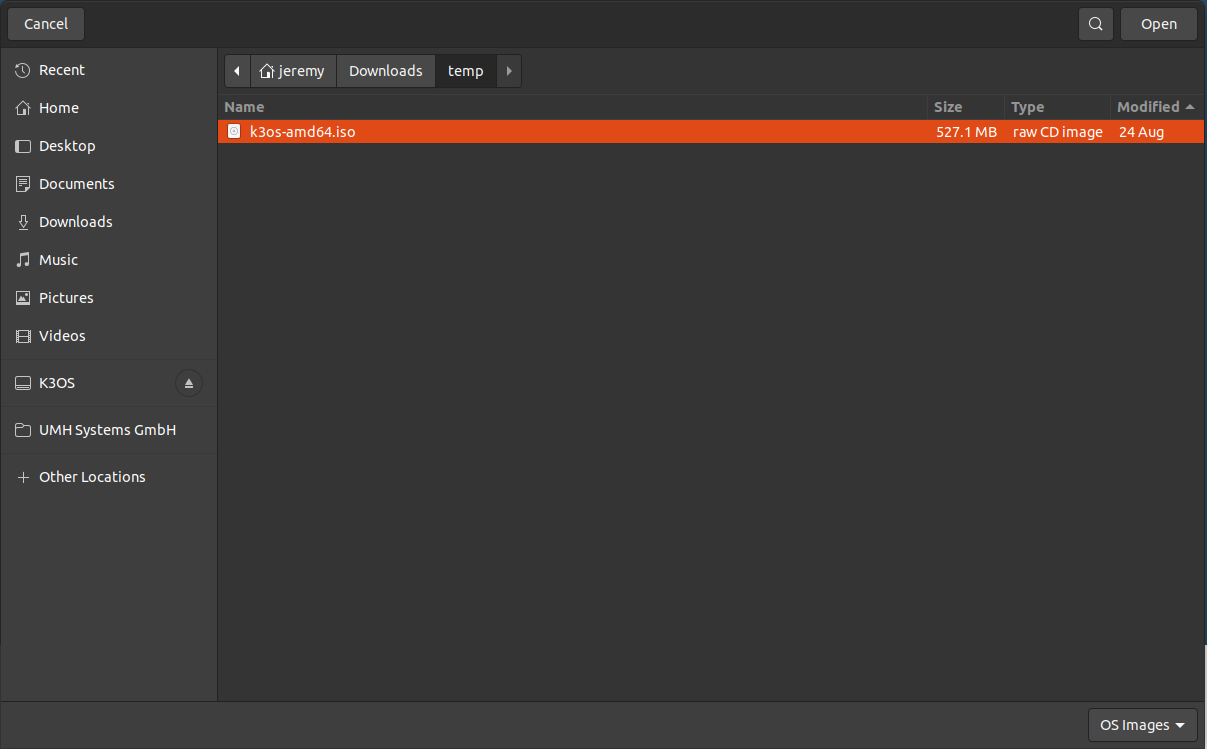 Cancel
Open
Recent
Home
Desktop
Documents
Downloads
Music
Pictures
Videos
K3OS
UMH Systems GmbH
Other Locations
jeremy Downloads temp
Name Size Type Modified
k3os-amd64.iso 527.1 MB raw CD image 24 Aug
OS Images